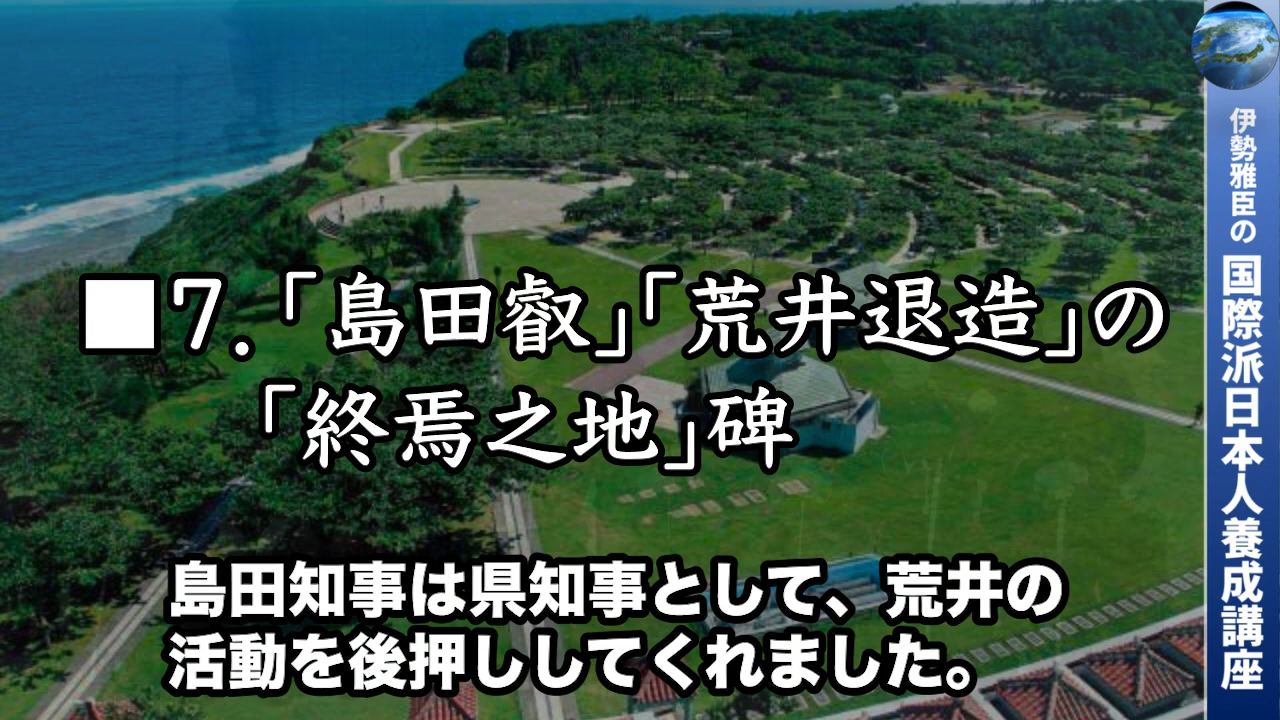 ■7.「島田叡」「荒井退造」の
「終焉之地」碑
島田知事は県知事として、荒井の
活動を後押ししてくれました。
伊勢雅臣の 国際派日本人養成講座